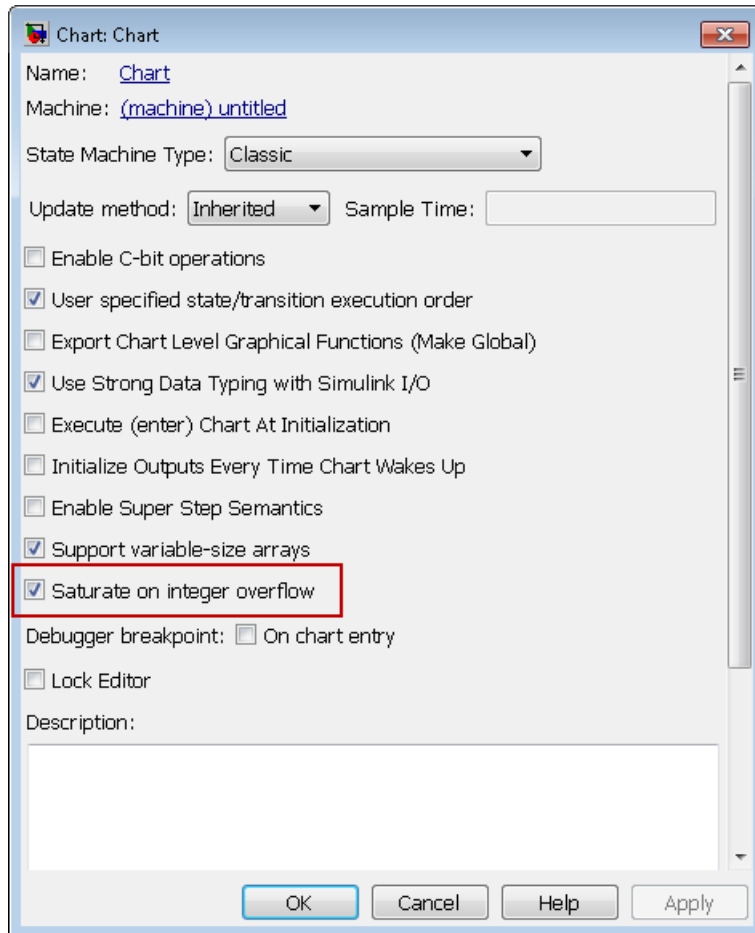 Chart: Chart
Name: Chart
Machine: (machine) untitled
State Machine Type: Classic
Update method: Inherited Sample Time:
Enable C-bit operations
User specified state/transition execution order
Export Chart Level Graphical Functions (Make Global)
Use Strong Data Typing with Simulink I/O
Execute (enter) Chart At Initialization
Initialize Outputs Every Time Chart Wakes Up
Enable Super Step Semantics
Support variable-size arrays
Saturate on integer overflow
Debugger breakpoint: On chart entry
Lock Editor
Description:
OK Cancel Help Apply